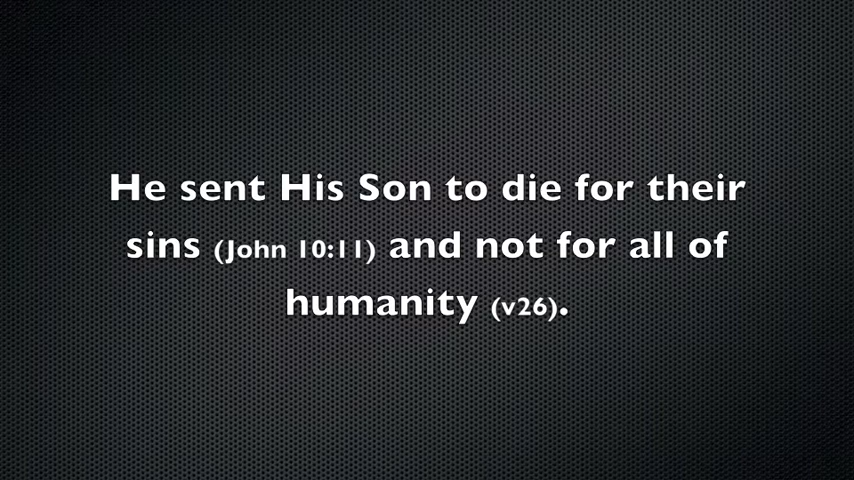 He sent His Son to die for their
sins (John 10:11) and not for all of
humanity (v26).